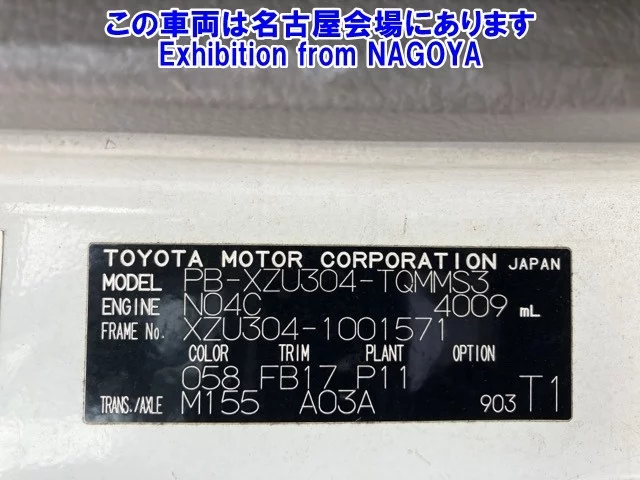 この車両は名古屋会場にあります
Exhibition from NAGOYA
TOYOTA MOTOR CORPORATION JAPAN
MODEL PB-XZU304-TQMMS3
ENGINE N04C 4009 mL
FRAME No. XZU304-1001571
COLOR TRIM PLANT OPTION
058 FB17 P11
TRANS./AXLE M155 A03A 903 T1